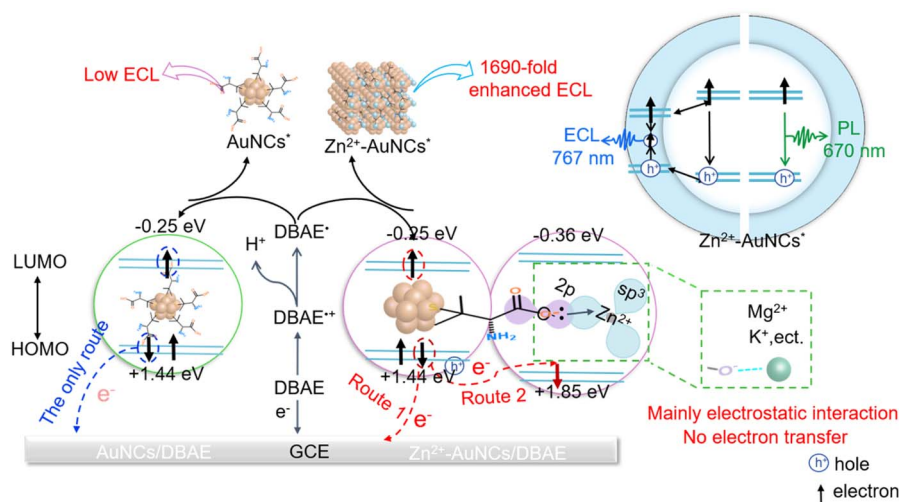 Low ECL
1690-fold
enhanced ECL
AuNCs*
Zn²⁺-AuNCs*
ECL
767 nm
PL
670 nm
h⁺
h⁺
h⁺
Zn²⁺-AuNCs*
-0.25 eV
H⁺
DBAE•
-0.25 eV
-0.36 eV
LUMO
HOMO
DBAE•⁺
2p
sp³
O
O
Zn²⁺
NH₂
S
Mg²⁺
K⁺,ect.
O⁻
The only route
e⁻
+1.44 eV
DBAE
e⁻
+1.44 eV
h⁺
e⁻
Route 1
e⁻
Route 2
+1.85 eV
Mainly electrostatic interaction
No electron transfer
AuNCs/DBAE
GCE
Zn²⁺-AuNCs/DBAE
h⁺ hole
electron